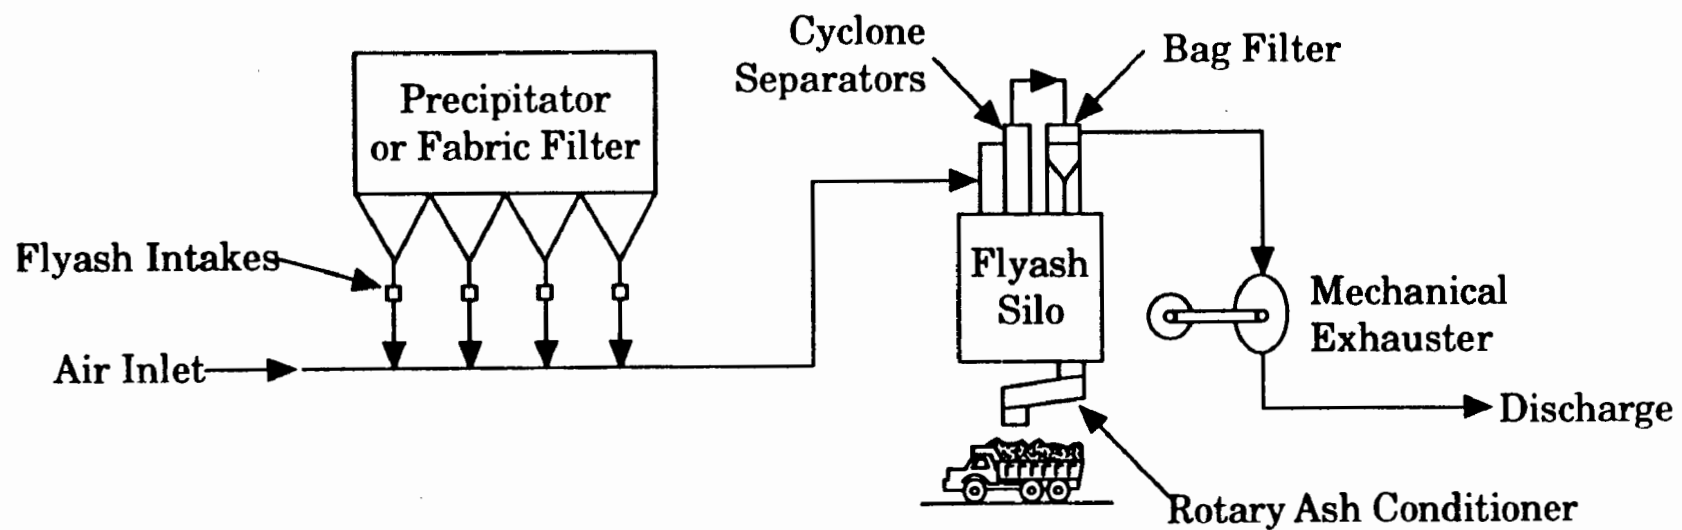 Cyclone
Separators
Bag Filter
Precipitator
or Fabric Filter
Flyash Intakes
Flyash
Silo
Mechanical
Exhauster
Air Inlet
Discharge
Rotary Ash Conditioner